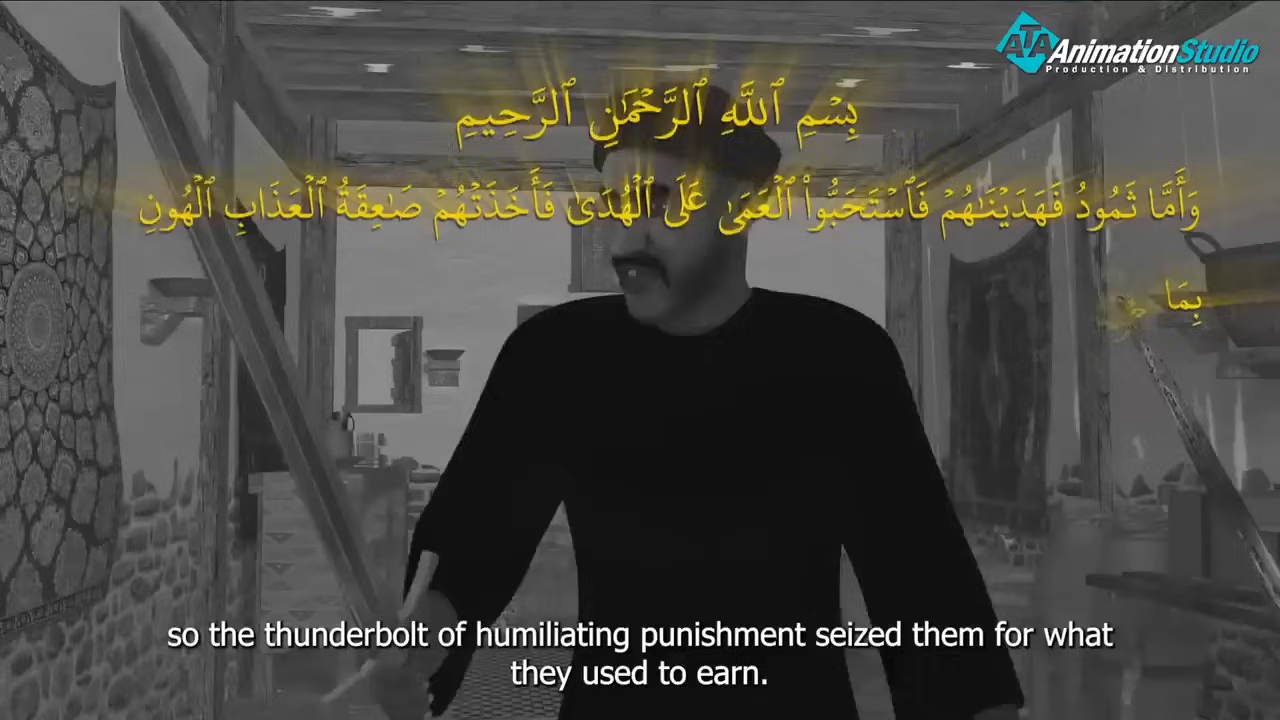 ATA AnimationStudio
Production & Distribution
بِسْمِ ٱللَّهِ ٱلرَّحْمَٰنِ ٱلرَّحِيمِ
وَأَمَّا ثَمُودُ فَهَدَيْنَٰهُمْ فَٱسْتَحَبُّوا۟ ٱلْعَمَىٰ عَلَى ٱلْهُدَىٰ فَأَخَذَتْهُمْ صَٰعِقَةُ ٱلْعَذَابِ ٱلْهُونِ
بِمَا
so the thunderbolt of humiliating punishment seized them for what
they used to earn.